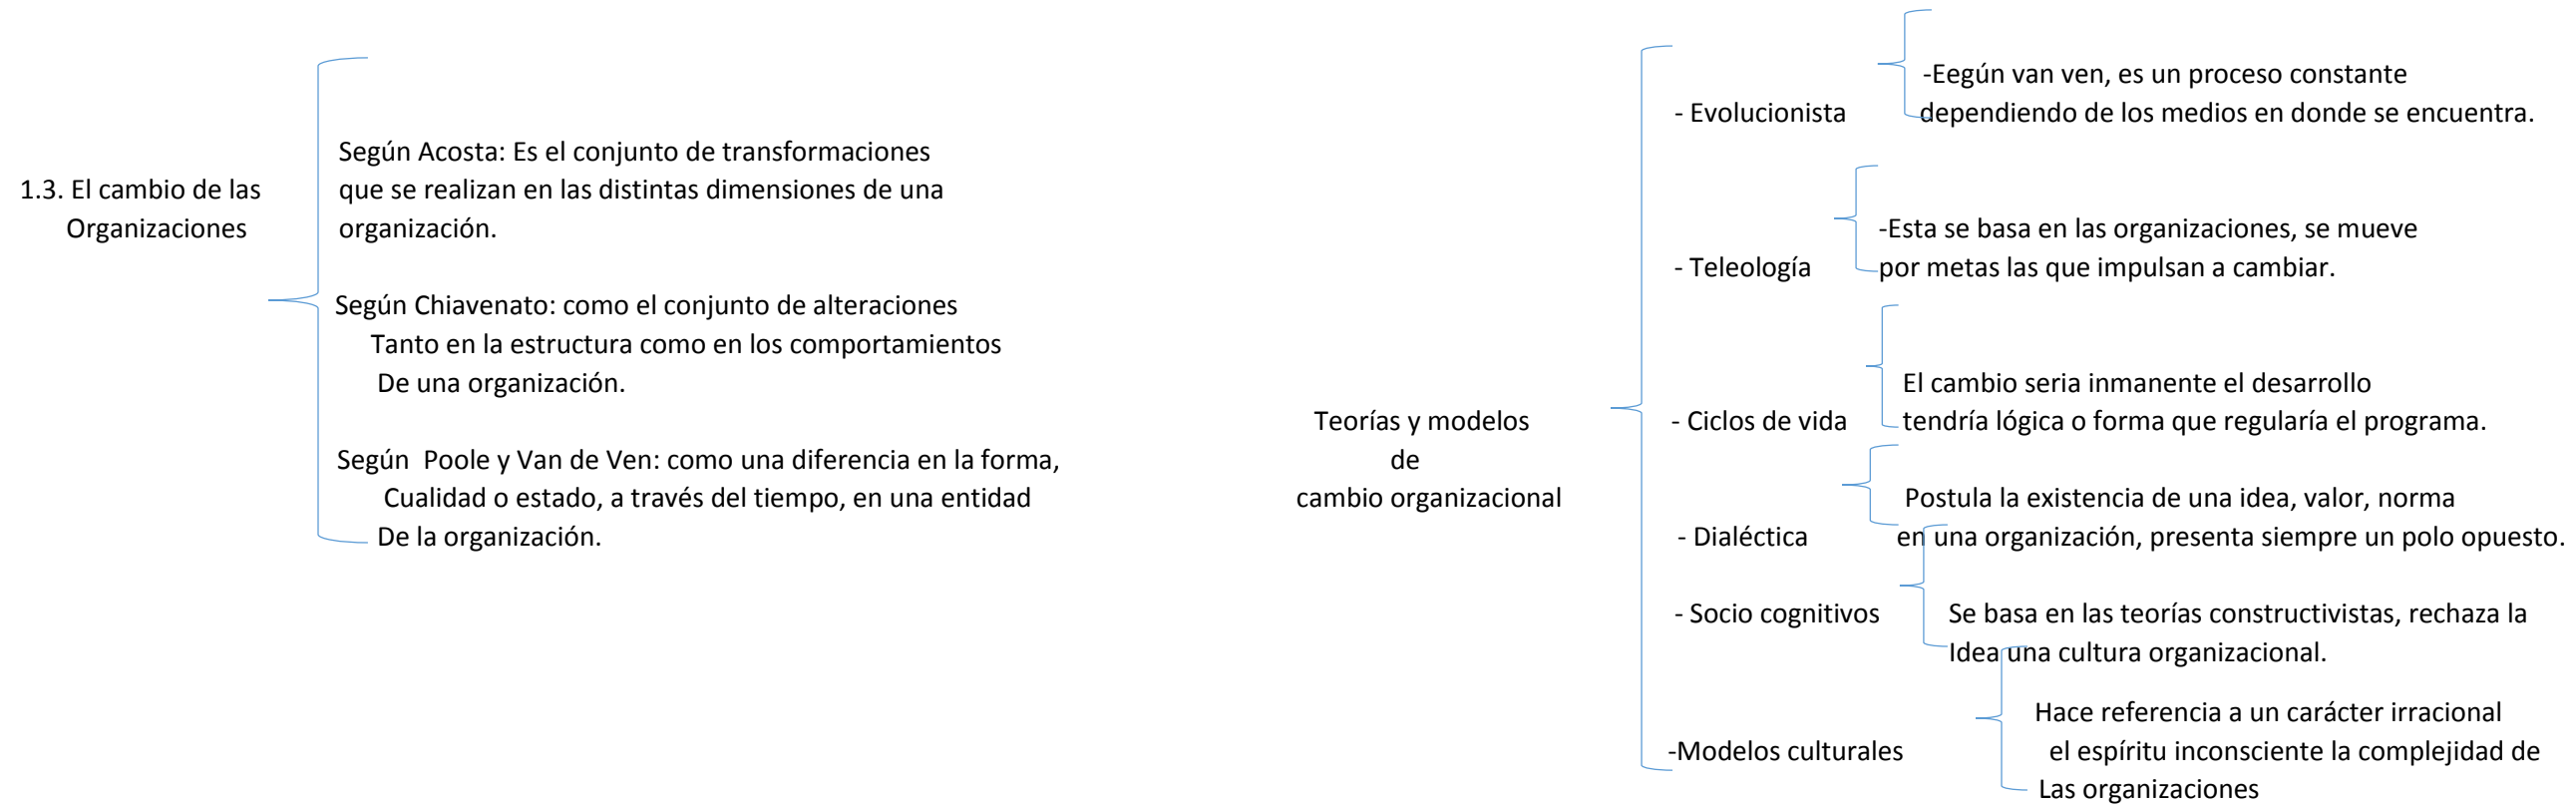 1.3. El cambio de las
Organizaciones
Según Acosta: Es el conjunto de transformaciones
que se realizan en las distintas dimensiones de una
organización.
Según Chiavenato: como el conjunto de alteraciones
Tanto en la estructura como en los comportamientos
De una organización.
Según Poole y Van de Ven: como una diferencia en la forma,
Cualidad o estado, a través del tiempo, en una entidad
De la organización.
Teorías y modelos
de
cambio organizacional
- Evolucionista
-Eegún van ven, es un proceso constante
dependiendo de los medios en donde se encuentra.
- Teleología
-Esta se basa en las organizaciones, se mueve
por metas las que impulsan a cambiar.
- Ciclos de vida
El cambio seria inmanente el desarrollo
tendría lógica o forma que regularía el programa.
- Dialéctica
Postula la existencia de una idea, valor, norma
en una organización, presenta siempre un polo opuesto.
- Socio cognitivos
Se basa en las teorías constructivistas, rechaza la
Idea una cultura organizacional.
-Modelos culturales
Hace referencia a un carácter irracional
el espíritu inconsciente la complejidad de
Las organizaciones